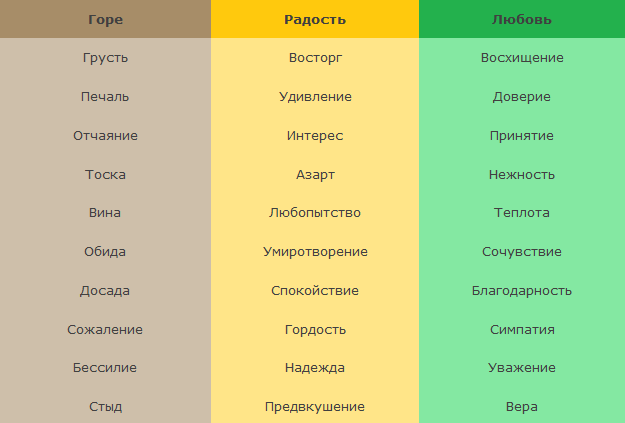 Горе Радость Любовь
Грусть Восторг Восхищение
Печаль Удивление Доверие
Отчаяние Интерес Принятие
Тоска Азарт Нежность
Вина Любопытство Теплота
Обида Умиротворение Сочувствие
Досада Спокойствие Благодарность
Сожаление Гордость Симпатия
Бессилие Надежда Уважение
Стыд Предвкушение Вера